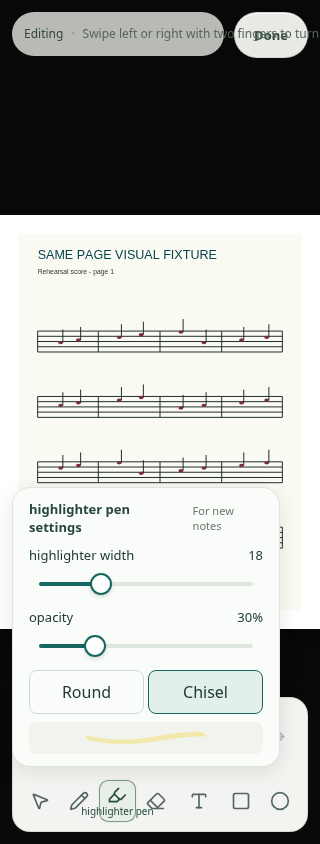 Editing · Swipe left or right with two fingers to turn
Done
SAME PAGE VISUAL FIXTURE
Rehearsal score - page 1
highlighter pen settings
For new notes
highlighter width 18
opacity 30%
Round Chisel
highlighter pen